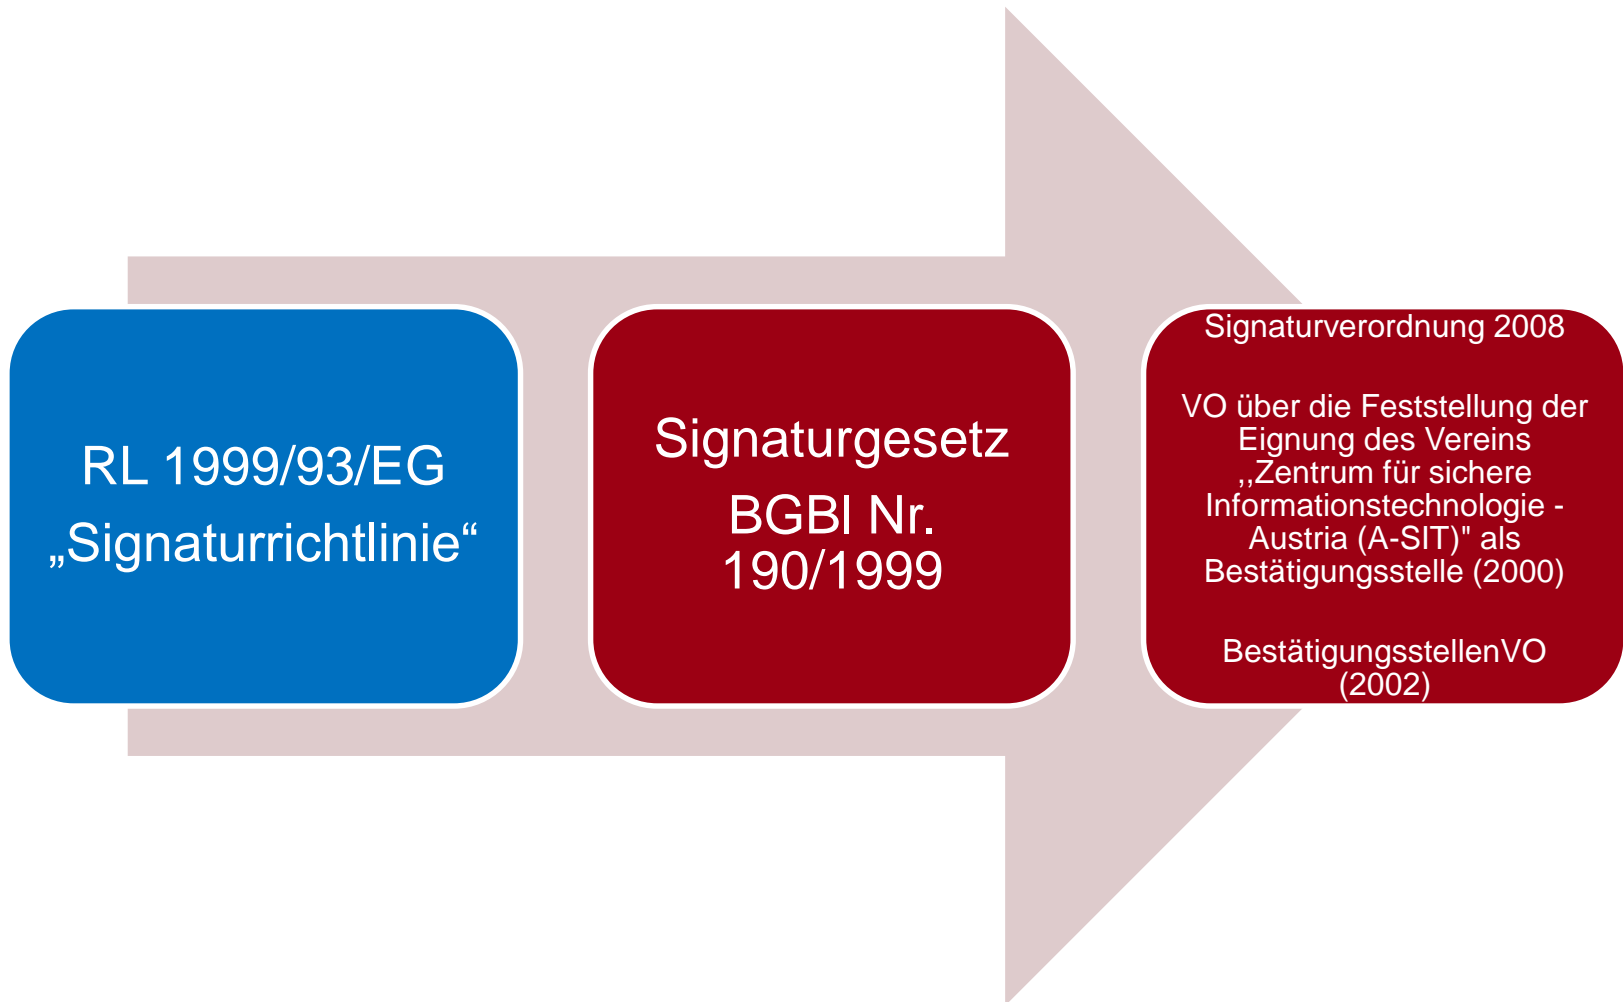 RL 1999/93/EG
„Signaturrichtlinie“
Signaturgesetz
BGBl Nr.
190/1999
Signaturverordnung 2008
VO über die Feststellung der
Eignung des Vereins
,,Zentrum für sichere
Informationstechnologie -
Austria (A-SIT)" als
Bestätigungsstelle (2000)
BestätigungsstellenVO
(2002)